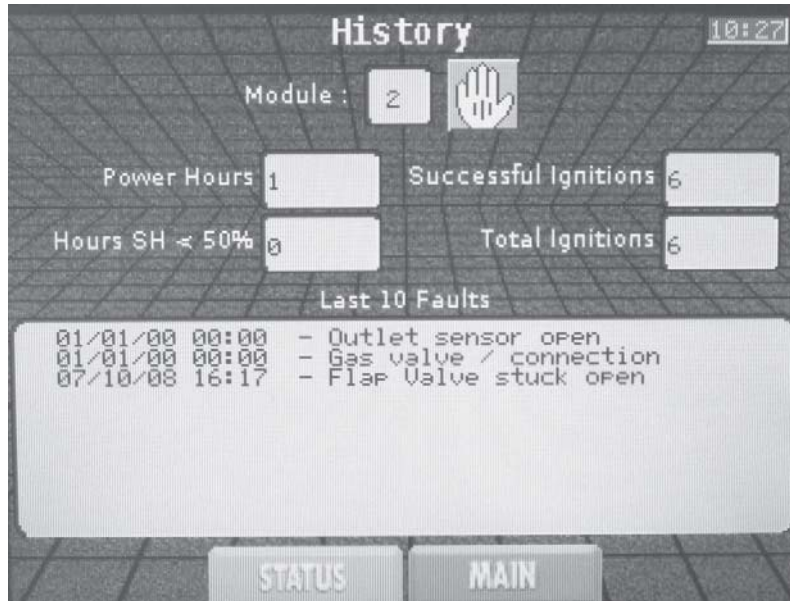 History 10:27
Module : 2
Power Hours 1 Successful Ignitions 6
Hours SH < 50% 0 Total Ignitions 6
Last 10 Faults
01/01/00 00:00 - Outlet sensor open
01/01/00 00:00 - Gas valve / connection
07/10/08 16:17 - Flap Valve stuck open
STATUS MAIN